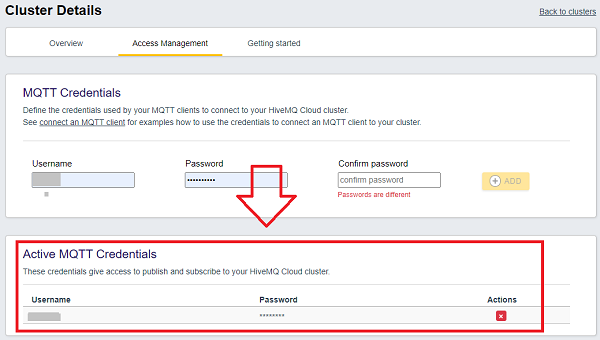 Cluster Details
Back to clusters
Overview
Access Management
Getting started
MQTT Credentials
Define the credentials used by your MQTT clients to connect to your HiveMQ Cloud cluster.
See connect an MQTT client for examples how to use the credentials to connect an MQTT client to your cluster.
Username
Password
Confirm password
••••••••••
confirm password
ADD
Passwords are different
Active MQTT Credentials
These credentials give access to publish and subscribe to your HiveMQ Cloud cluster.
Username
Password
Actions
********
x